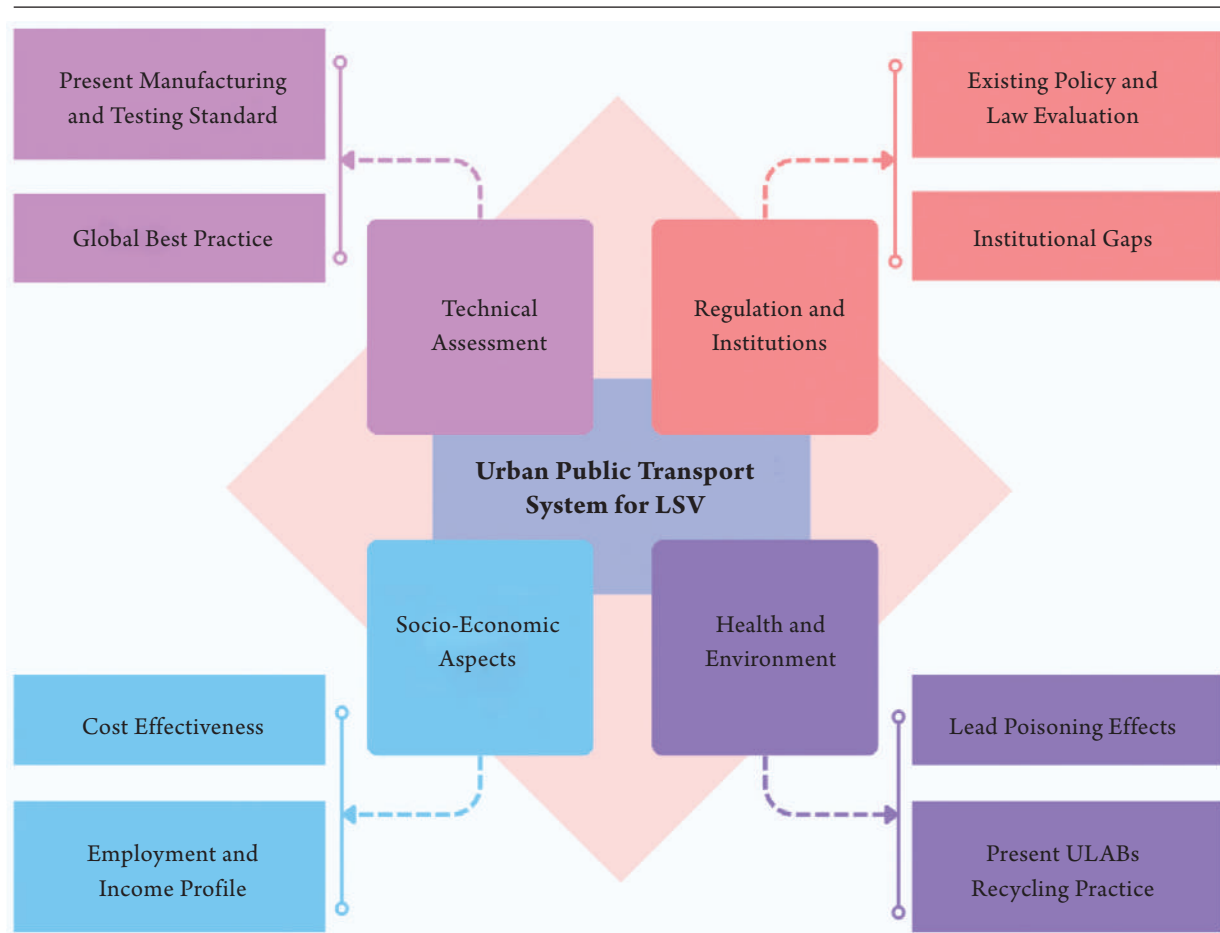 Present Manufacturing
and Testing Standard
Global Best Practice
Existing Policy and
Law Evaluation
Institutional Gaps
Technical
Assessment
Regulation and
Institutions
Urban Public Transport
System for LSV
Socio-Economic
Aspects
Health and
Environment
Cost Effectiveness
Employment and
Income Profile
Lead Poisoning Effects
Present ULABs
Recycling Practice